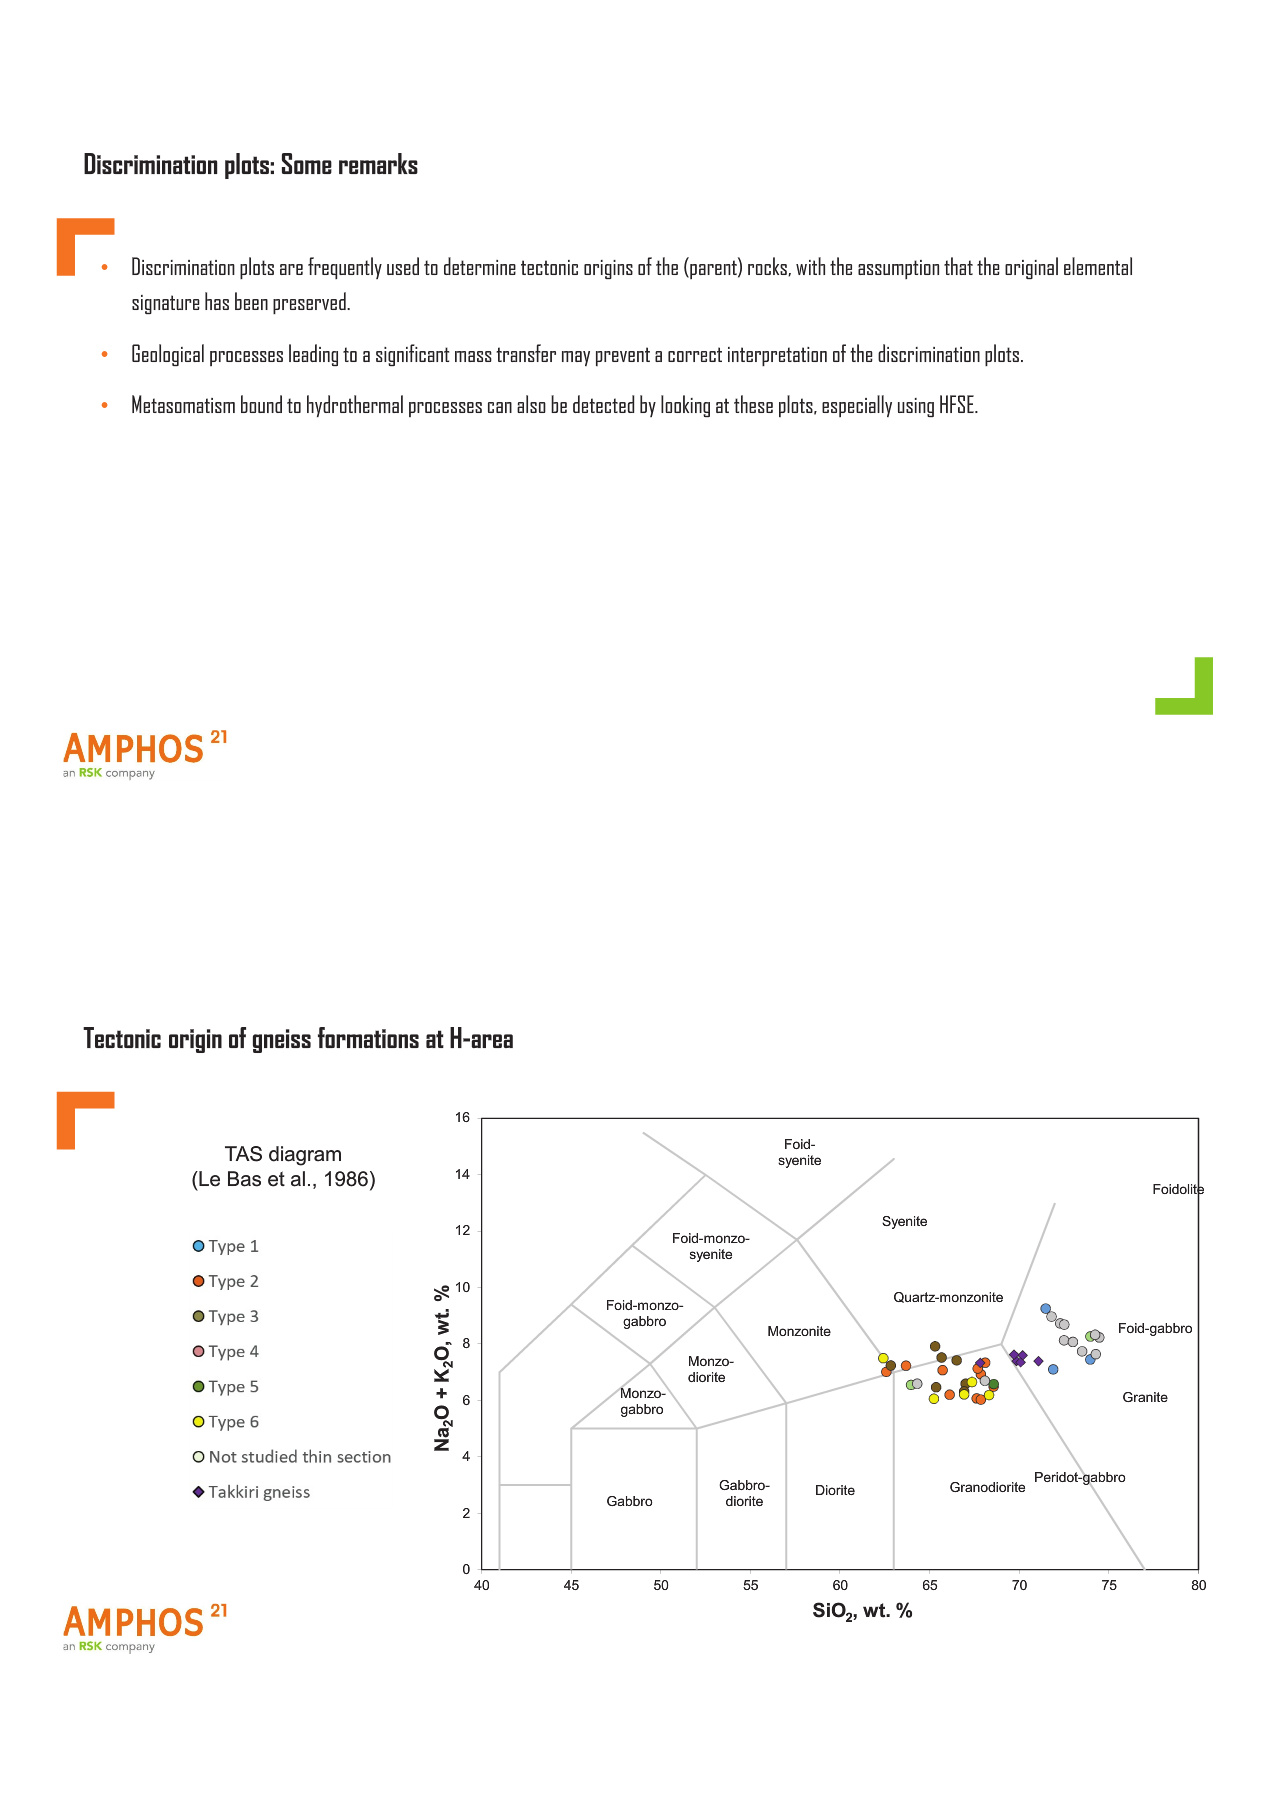 Discrimination plots: Some remarks
• Discrimination plots are frequently used to determine tectonic origins of the (parent) rocks, with the assumption that the original elemental
signature has been preserved.
• Geological processes leading to a significant mass transfer may prevent a correct interpretation of the discrimination plots.
• Metasomatism bound to hydrothermal processes can also be detected by looking at these plots, especially using HFSE.
AMPHOS 21
an RSK company
Tectonic origin of gneiss formations at H-area
TAS diagram
(Le Bas et al., 1986)
Type 1
Type 2
Type 3
Type 4
Type 5
Type 6
Not studied thin section
Takkiri gneiss
Na2O + K2O, wt. %
16
14
12
10
8
6
4
2
0
Foid-
syenite
Foidolite
Syenite
Foid-monzo-
syenite
Quartz-monzonite
Foid-monzo-
gabbro
Monzonite
Foid-gabbro
Monzo-
diorite
Monzo-
gabbro
Granite
Peridot-gabbro
Gabbro
Gabbro-
diorite
Diorite
Granodiorite
40 45 50 55 60 65 70 75 80
SiO2, wt. %
AMPHOS 21
an RSK company